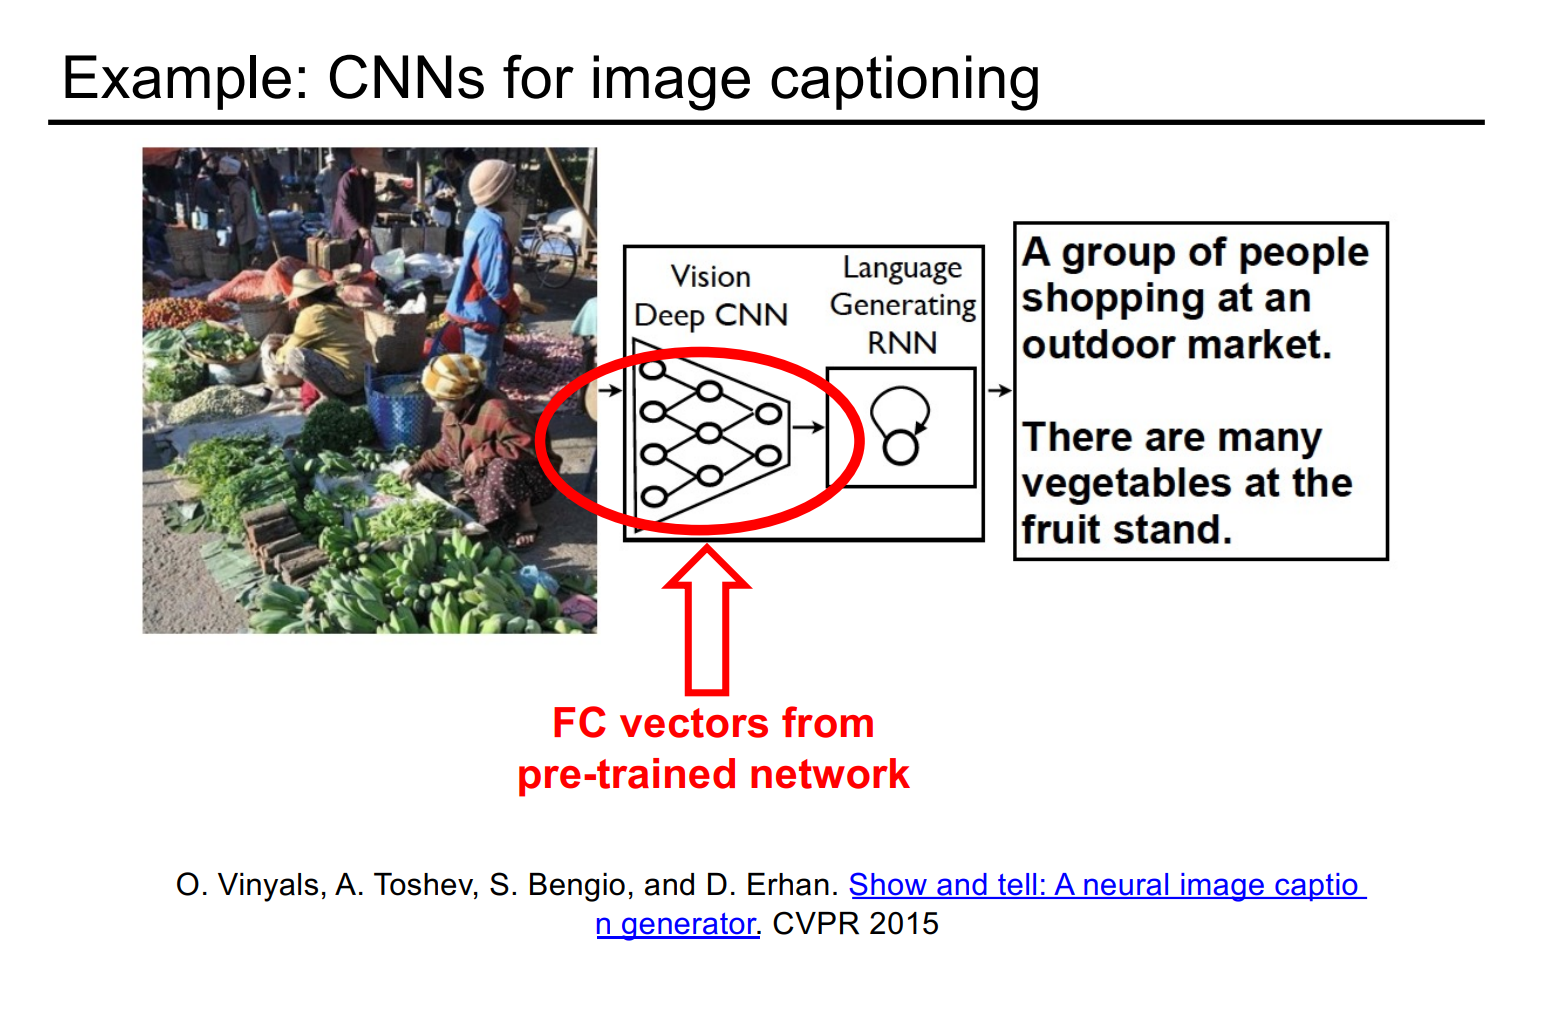 Example: CNNs for image captioning
Vision
Deep CNN
Language
Generating
RNN
A group of people
shopping at an
outdoor market.
There are many
vegetables at the
fruit stand.
FC vectors from
pre-trained network
O. Vinyals, A. Toshev, S. Bengio, and D. Erhan. Show and tell: A neural image captio
n generator. CVPR 2015